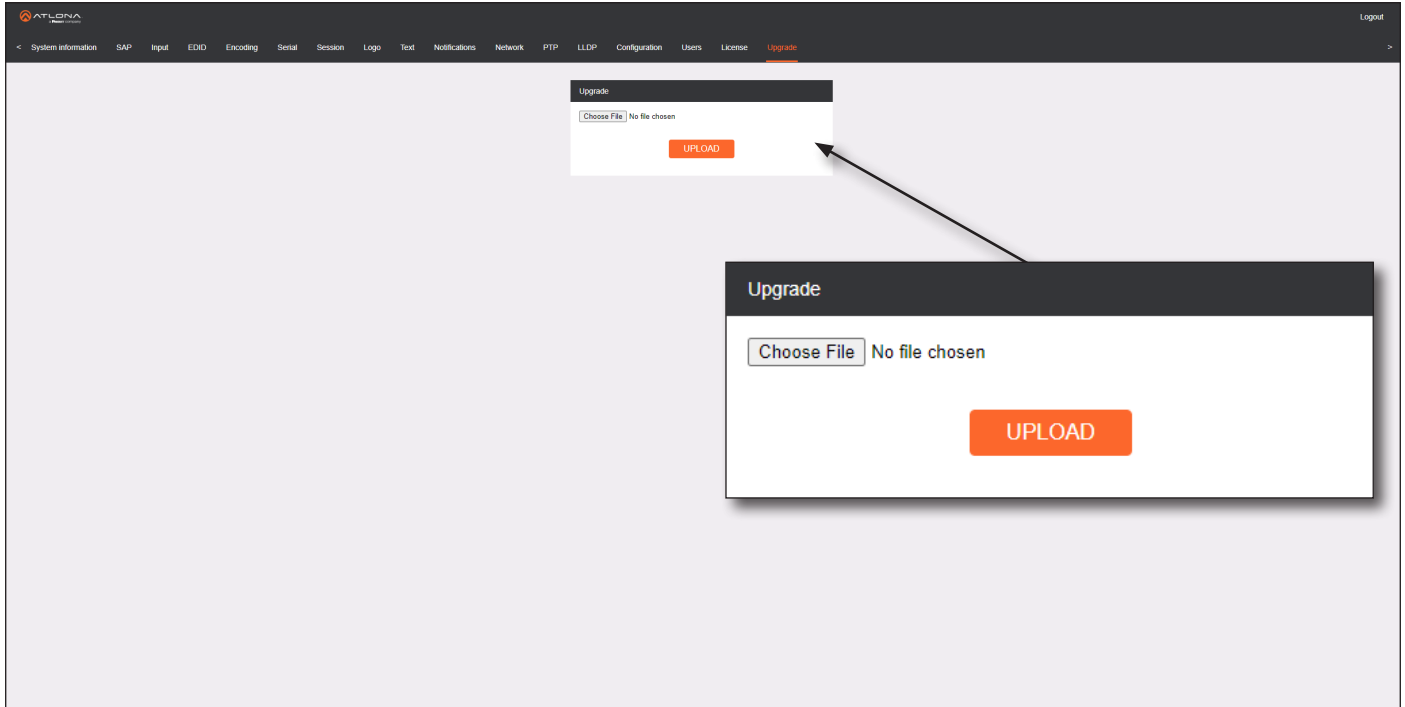 ATLONA
Logout
< System information SAP Input EDID Encoding Serial Session Logo Text Notifications Network PTP LLDP Configuration Users License Upgrade >
Upgrade
Choose File No file chosen
UPLOAD
Upgrade
Choose File No file chosen
UPLOAD